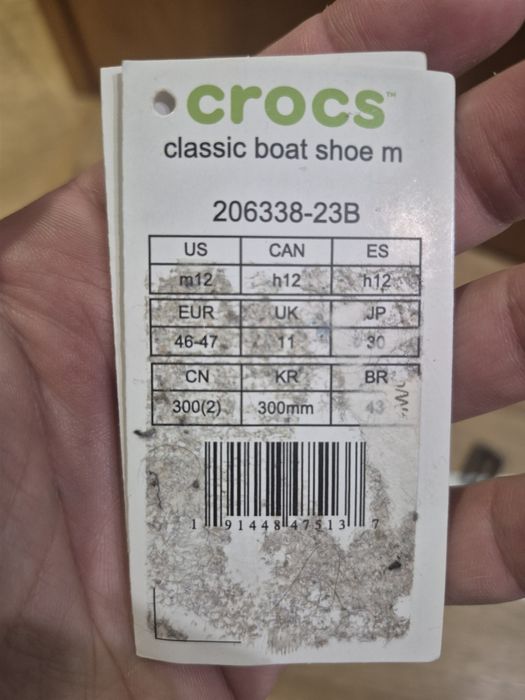 crocs™
classic boat shoe m
206338-23B
US CAN ES
m12 h12 h12
EUR UK JP
46-47 11 30
CN KR BR
300(2) 300mm 43
1 91448 47513 7